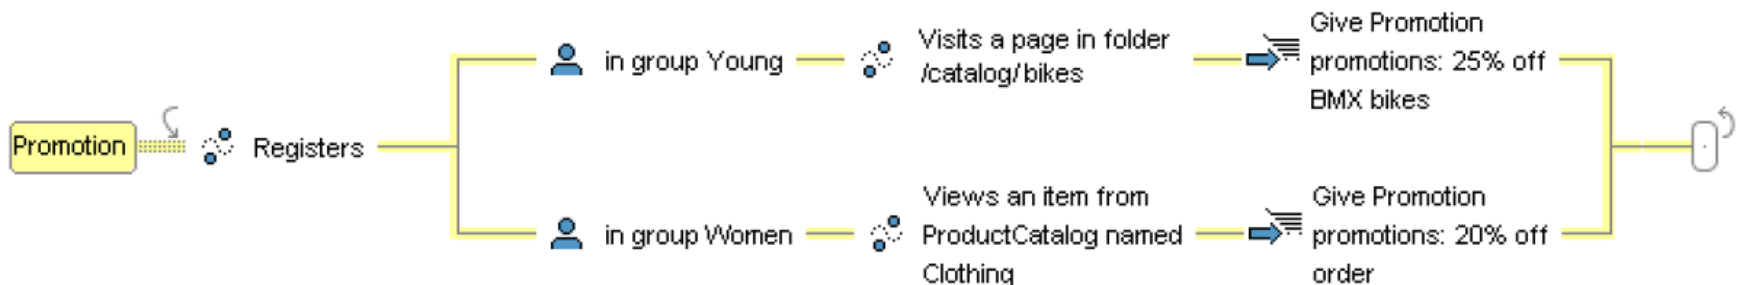 Promotion
Registers
in group Young
Visits a page in folder
/catalog/bikes
Give Promotion
promotions: 25% off
BMX bikes
in group Women
Views an item from
ProductCatalog named
Clothing
Give Promotion
promotions: 20% off
order